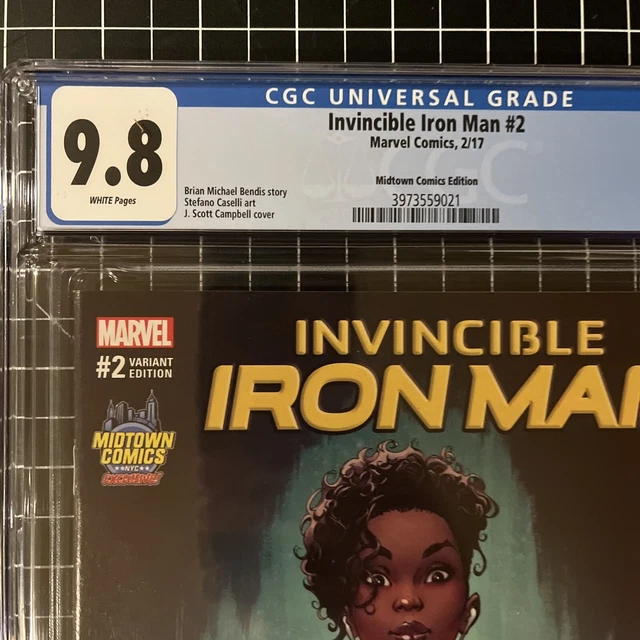 CGC UNIVERSAL GRADE
9.8
WHITE Pages
Invincible Iron Man #2
Marvel Comics, 2/17
Midtown Comics Edition
3973559021
Brian Michael Bendis story
Stefano Caselli art
J. Scott Campbell cover
CGC
MARVEL
#2 VARIANT
EDITION
MIDTOWN
COMICS
NYC
EXCLUSIVE!
INVINCIBLE
IRON MAN